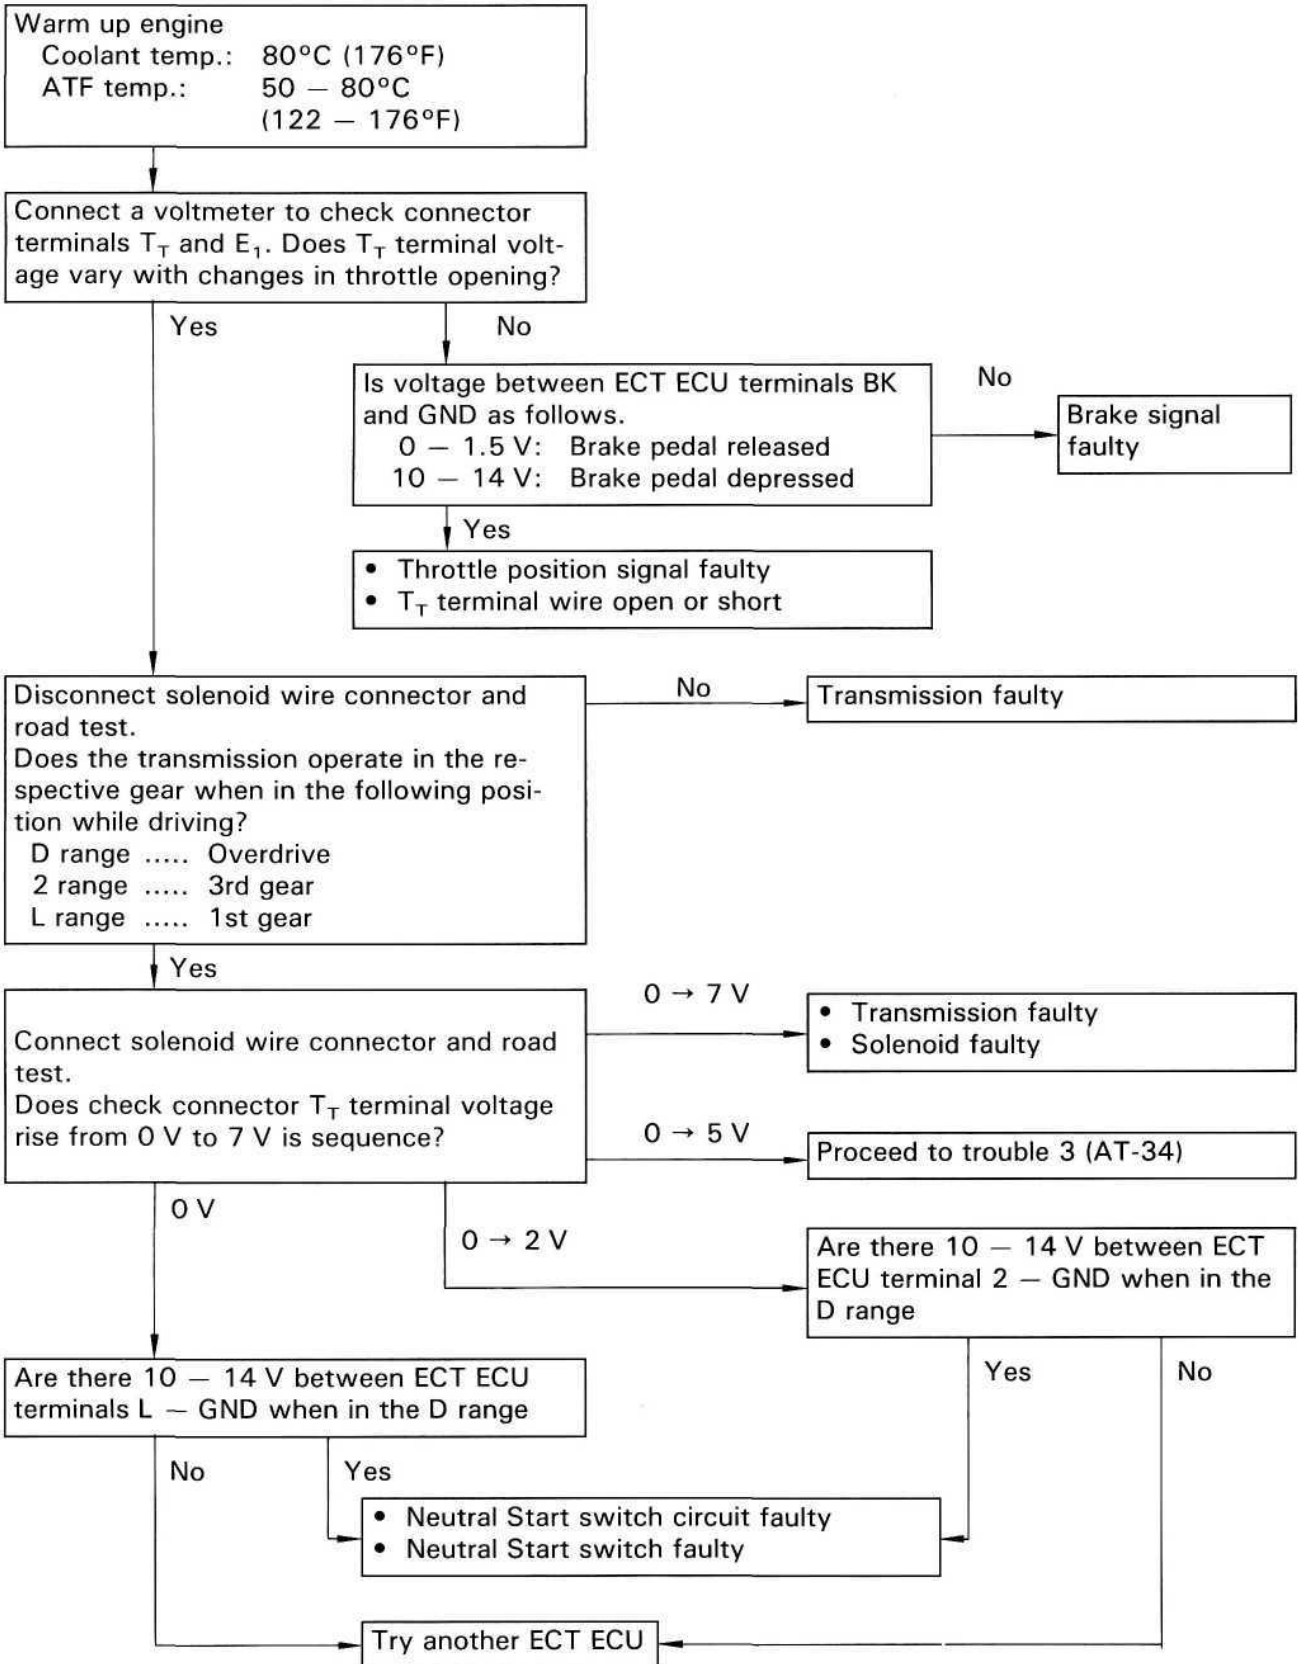 Warm up engine
Coolant temp.: 80°C (176°F)
ATF temp.: 50 — 80°C
(122 — 176°F)
Connect a voltmeter to check connector
terminals T_T and E_1. Does T_T terminal volt-
age vary with changes in throttle opening?
Yes
No
Is voltage between ECT ECU terminals BK
and GND as follows.
0 — 1.5 V: Brake pedal released
10 — 14 V: Brake pedal depressed
No
Brake signal
faulty
Yes
• Throttle position signal faulty
• T_T terminal wire open or short
Disconnect solenoid wire connector and
road test.
Does the transmission operate in the re-
spective gear when in the following posi-
tion while driving?
D range ..... Overdrive
2 range ..... 3rd gear
L range ..... 1st gear
No
Transmission faulty
Yes
Connect solenoid wire connector and road
test.
Does check connector T_T terminal voltage
rise from 0 V to 7 V is sequence?
0 → 7 V
• Transmission faulty
• Solenoid faulty
0 → 5 V
Proceed to trouble 3 (AT-34)
0 V
0 → 2 V
Are there 10 — 14 V between ECT
ECU terminal 2 — GND when in the
D range
Yes
No
Are there 10 — 14 V between ECT ECU
terminals L — GND when in the D range
No
Yes
• Neutral Start switch circuit faulty
• Neutral Start switch faulty
Try another ECT ECU